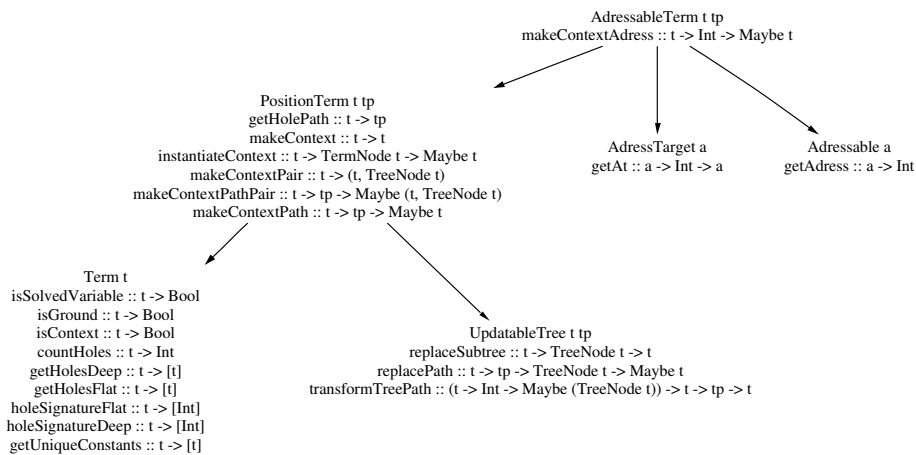 AdressableTerm t tp
makeContextAdress :: t -> Int -> Maybe t
PositionTerm t tp
getHolePath :: t -> tp
makeContext :: t -> t
instantiateContext :: t -> TermNode t -> Maybe t
makeContextPair :: t -> (t, TreeNode t)
makeContextPathPair :: t -> tp -> Maybe (t, TreeNode t)
makeContextPath :: t -> tp -> Maybe t
AdressTarget a
getAt :: a -> Int -> a
Adressable a
getAdress :: a -> Int
Term t
isSolvedVariable :: t -> Bool
isGround :: t -> Bool
isContext :: t -> Bool
countHoles :: t -> Int
getHolesDeep :: t -> [t]
getHolesFlat :: t -> [t]
holeSignatureFlat :: t -> [Int]
holeSignatureDeep :: t -> [Int]
getUniqueConstants :: t -> [t]
UpdatableTree t tp
replaceSubtree :: t -> TreeNode t -> t
replacePath :: t -> tp -> TreeNode t -> Maybe t
transformTreePath :: (t -> Int -> Maybe (TreeNode t)) -> t -> tp -> t